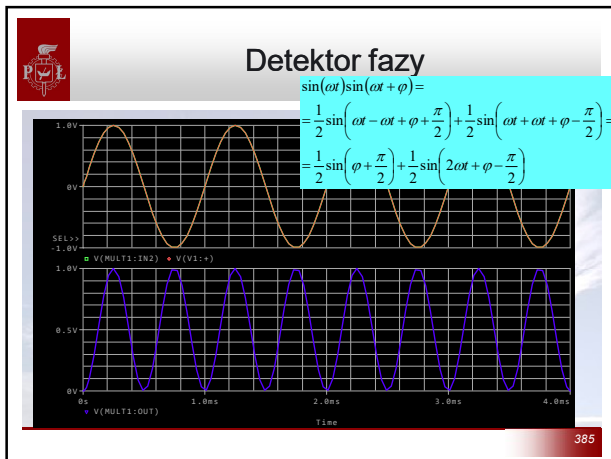 P Ł
Detektor fazy
sin(ωt)sin(ωt + φ) =
= 1/2 sin(ωt − ωt + φ + π/2) + 1/2 sin(ωt + ωt + φ − π/2) =
= 1/2 sin(φ + π/2) + 1/2 sin(2ωt + φ − π/2)
1.0V
0V
SEL>>
-1.0V
V(MULT1:IN2) V(V1:+)
1.0V
0.5V
0V
0s 1.0ms 2.0ms 3.0ms 4.0ms
V(MULT1:OUT)
Time
385